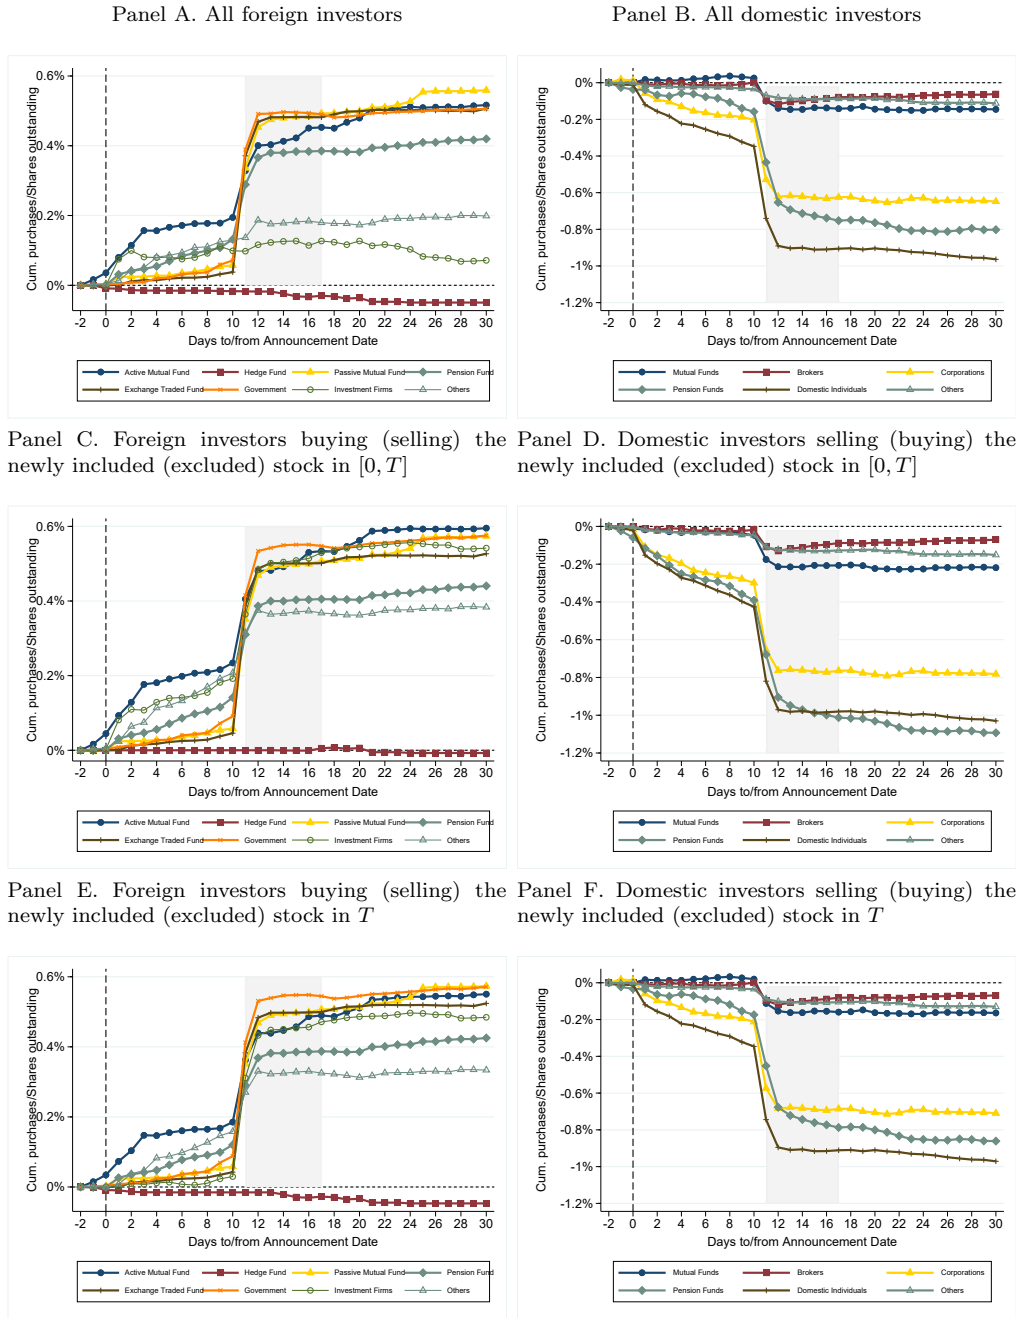 Panel A. All foreign investors
Cum. purchases/Shares outstanding
0.6%
0.4%
0.2%
0%
-2 0 2 4 6 8 10 12 14 16 18 20 22 24 26 28 30
Days to/from Announcement Date
Active Mutual Fund Hedge Fund Passive Mutual Fund Pension Fund
Exchange Traded Fund Government Investment Firms Others
Panel B. All domestic investors
Cum. purchases/Shares outstanding
0%
-0.2%
-0.4%
-0.6%
-0.8%
-1%
-1.2%
-2 0 2 4 6 8 10 12 14 16 18 20 22 24 26 28 30
Days to/from Announcement Date
Mutual Funds Brokers Corporations
Pension Funds Domestic Individuals Others
Panel C. Foreign investors buying (selling) the
newly included (excluded) stock in [0, T]
Cum. purchases/Shares outstanding
0.6%
0.4%
0.2%
0%
-2 0 2 4 6 8 10 12 14 16 18 20 22 24 26 28 30
Days to/from Announcement Date
Active Mutual Fund Hedge Fund Passive Mutual Fund Pension Fund
Exchange Traded Fund Government Investment Firms Others
Panel D. Domestic investors selling (buying) the
newly included (excluded) stock in [0, T]
Cum. purchases/Shares outstanding
0%
-0.2%
-0.4%
-0.6%
-0.8%
-1%
-1.2%
-2 0 2 4 6 8 10 12 14 16 18 20 22 24 26 28 30
Days to/from Announcement Date
Mutual Funds Brokers Corporations
Pension Funds Domestic Individuals Others
Panel E. Foreign investors buying (selling) the
newly included (excluded) stock in T
Cum. purchases/Shares outstanding
0.6%
0.4%
0.2%
0%
-2 0 2 4 6 8 10 12 14 16 18 20 22 24 26 28 30
Days to/from Announcement Date
Active Mutual Fund Hedge Fund Passive Mutual Fund Pension Fund
Exchange Traded Fund Government Investment Firms Others
Panel F. Domestic investors selling (buying) the
newly included (excluded) stock in T
Cum. purchases/Shares outstanding
0%
-0.2%
-0.4%
-0.6%
-0.8%
-1%
-1.2%
-2 0 2 4 6 8 10 12 14 16 18 20 22 24 26 28 30
Days to/from Announcement Date
Mutual Funds Brokers Corporations
Pension Funds Domestic Individuals Others